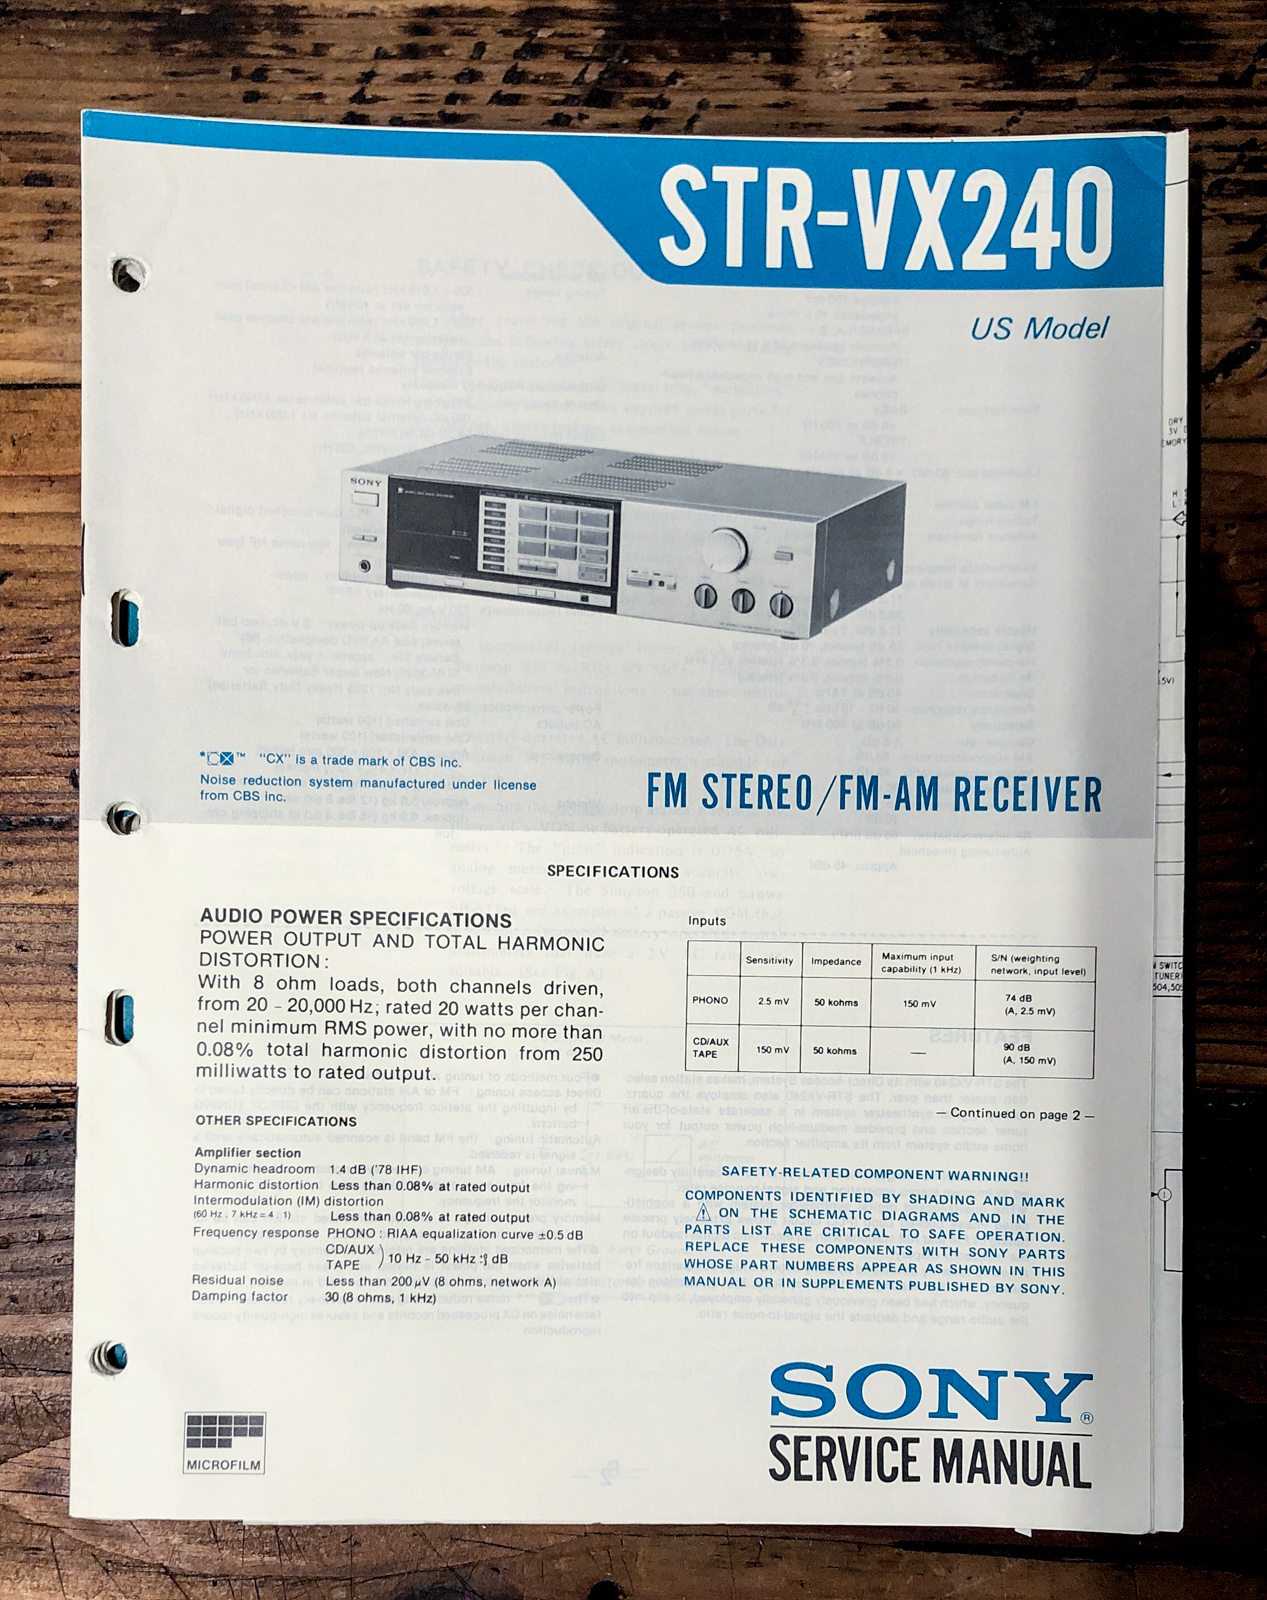 STR-VX240
US Model
SONY
*CX™ "CX" is a trade mark of CBS inc.
Noise reduction system manufactured under license
from CBS inc.
FM STEREO/FM-AM RECEIVER
SPECIFICATIONS
AUDIO POWER SPECIFICATIONS
POWER OUTPUT AND TOTAL HARMONIC
DISTORTION:
With 8 ohm loads, both channels driven,
from 20 - 20,000 Hz; rated 20 watts per chan-
nel minimum RMS power, with no more than
0.08% total harmonic distortion from 250
milliwatts to rated output.
OTHER SPECIFICATIONS
Amplifier section
Dynamic headroom 1.4 dB ('78 IHF)
Harmonic distortion Less than 0.08% at rated output
Intermodulation (IM) distortion
(60 Hz : 7 kHz = 4 : 1) Less than 0.08% at rated output
Frequency response PHONO : RIAA equalization curve ±0.5 dB
CD/AUX
TAPE ) 10 Hz – 50 kHz dB
Residual noise Less than 200 μV (8 ohms, network A)
Damping factor 30 (8 ohms, 1 kHz)
Inputs
Sensitivity Impedance Maximum input capability (1 kHz) S/N (weighting network, input level)
PHONO 2.5 mV 50 kohms 150 mV 74 dB (A, 2.5 mV)
CD/AUX TAPE 150 mV 50 kohms — 90 dB (A, 150 mV)
— Continued on page 2 —
SAFETY-RELATED COMPONENT WARNING!!
COMPONENTS IDENTIFIED BY SHADING AND MARK
⚠ ON THE SCHEMATIC DIAGRAMS AND IN THE
PARTS LIST ARE CRITICAL TO SAFE OPERATION.
REPLACE THESE COMPONENTS WITH SONY PARTS
WHOSE PART NUMBERS APPEAR AS SHOWN IN THIS
MANUAL OR IN SUPPLEMENTS PUBLISHED BY SONY.
MICROFILM
SONY®
SERVICE MANUAL